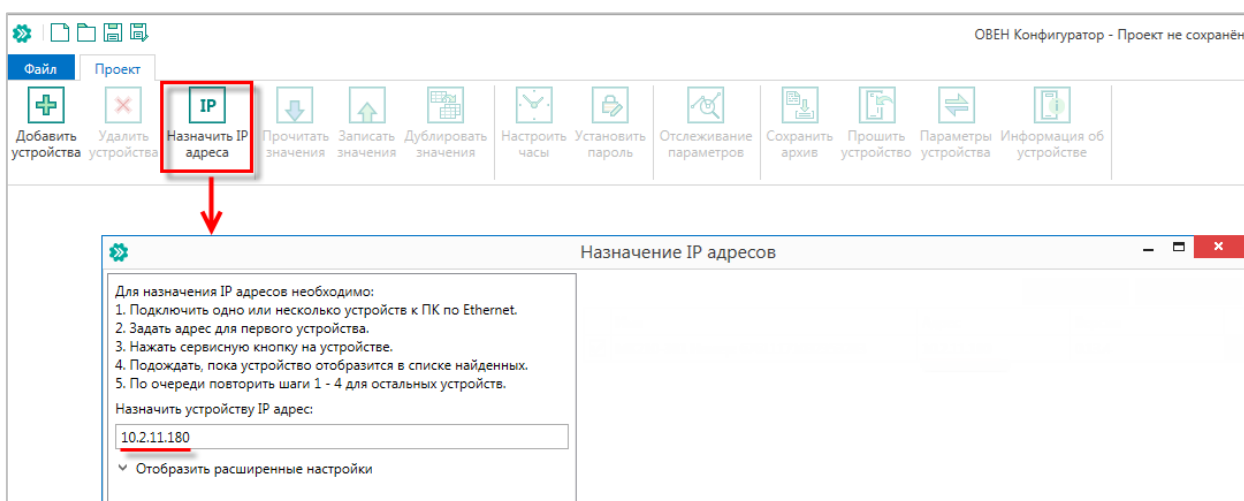 ОВЕН Конфигуратор - Проект не сохранён
Файл Проект
IP
Добавить устройства
Удалить устройства
Назначить IP адреса
Прочитать значения
Записать значения
Дублировать значения
Настроить часы
Установить пароль
Отслеживание параметров
Сохранить архив
Прошить устройство
Параметры устройства
Информация об устройстве
Назначение IP адресов
Для назначения IP адресов необходимо:
1. Подключить одно или несколько устройств к ПК по Ethernet.
2. Задать адрес для первого устройства.
3. Нажать сервисную кнопку на устройстве.
4. Подождать, пока устройство отобразится в списке найденных.
5. По очереди повторить шаги 1 - 4 для остальных устройств.
Назначить устройству IP адрес:
10.2.11.180
Отобразить расширенные настройки